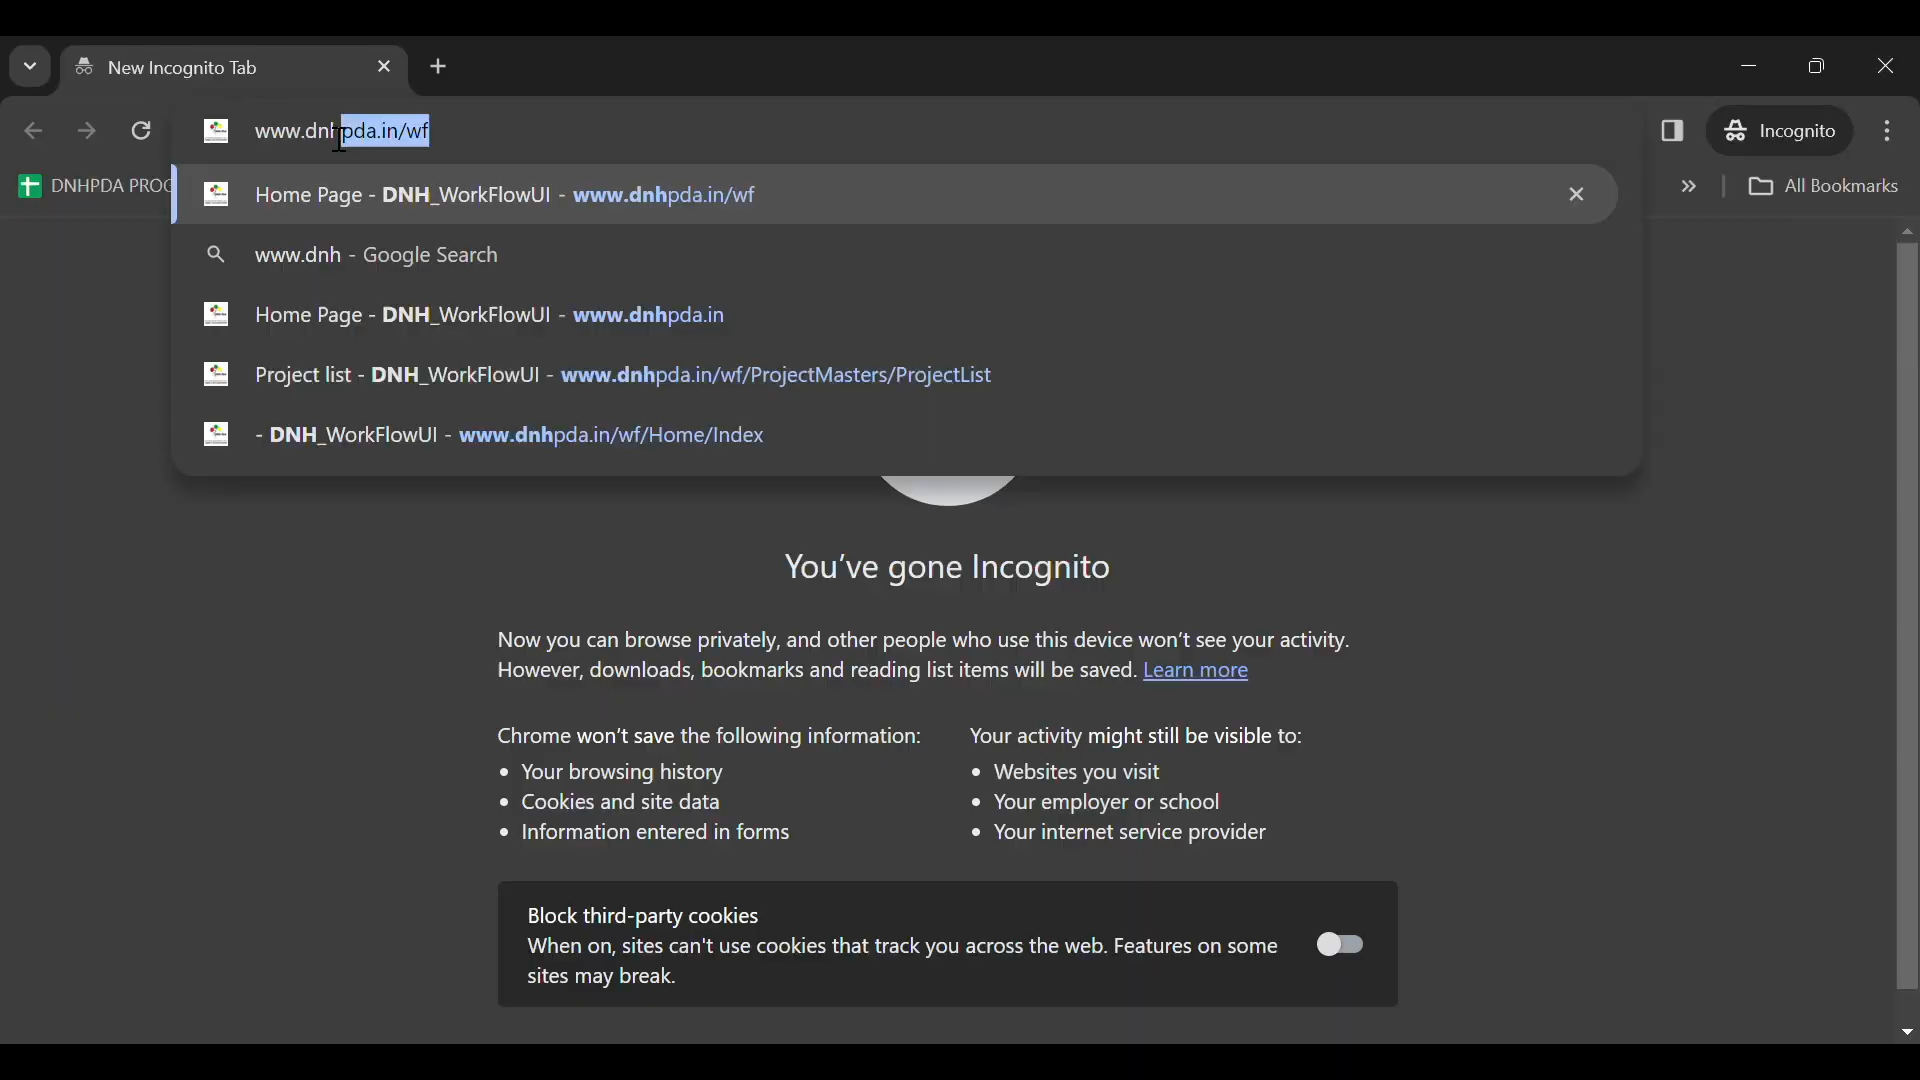 New Incognito Tab
www.dnhpda.in/wf
Incognito
DNHPDA PROG
Home Page - DNH_WorkFlowUI - www.dnhpda.in/wf
All Bookmarks
www.dnh - Google Search
Home Page - DNH_WorkFlowUI - www.dnhpda.in
Project list - DNH_WorkFlowUI - www.dnhpda.in/wf/ProjectMasters/ProjectList
- DNH_WorkFlowUI - www.dnhpda.in/wf/Home/Index
You've gone Incognito
Now you can browse privately, and other people who use this device won't see your activity.
However, downloads, bookmarks and reading list items will be saved. Learn more
Chrome won't save the following information:
Your browsing history
Cookies and site data
Information entered in forms
Your activity might still be visible to:
Websites you visit
Your employer or school
Your internet service provider
Block third-party cookies
When on, sites can't use cookies that track you across the web. Features on some
sites may break.